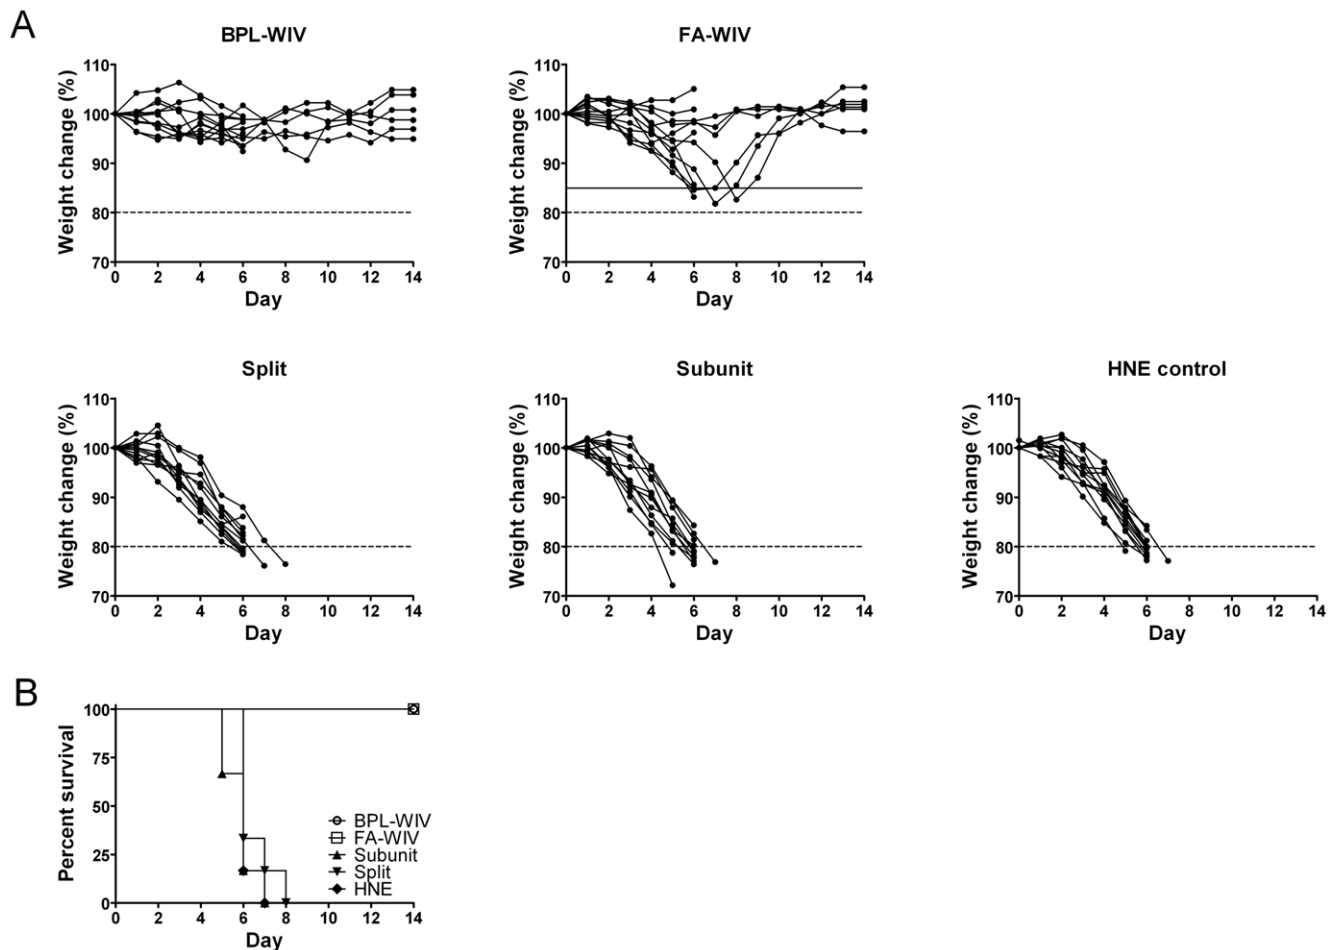 A
BPL-WIV
Weight change (%)
110
100
90
80
70
0 2 4 6 8 10 12 14
Day
FA-WIV
Weight change (%)
110
100
90
80
70
0 2 4 6 8 10 12 14
Day
Split
Weight change (%)
110
100
90
80
70
0 2 4 6 8 10 12 14
Day
Subunit
Weight change (%)
110
100
90
80
70
0 2 4 6 8 10 12 14
Day
HNE control
Weight change (%)
110
100
90
80
70
0 2 4 6 8 10 12 14
Day
B
Percent survival
100
75
50
25
0
0 2 4 6 8 10 12 14
Day
BPL-WIV
FA-WIV
Subunit
Split
HNE